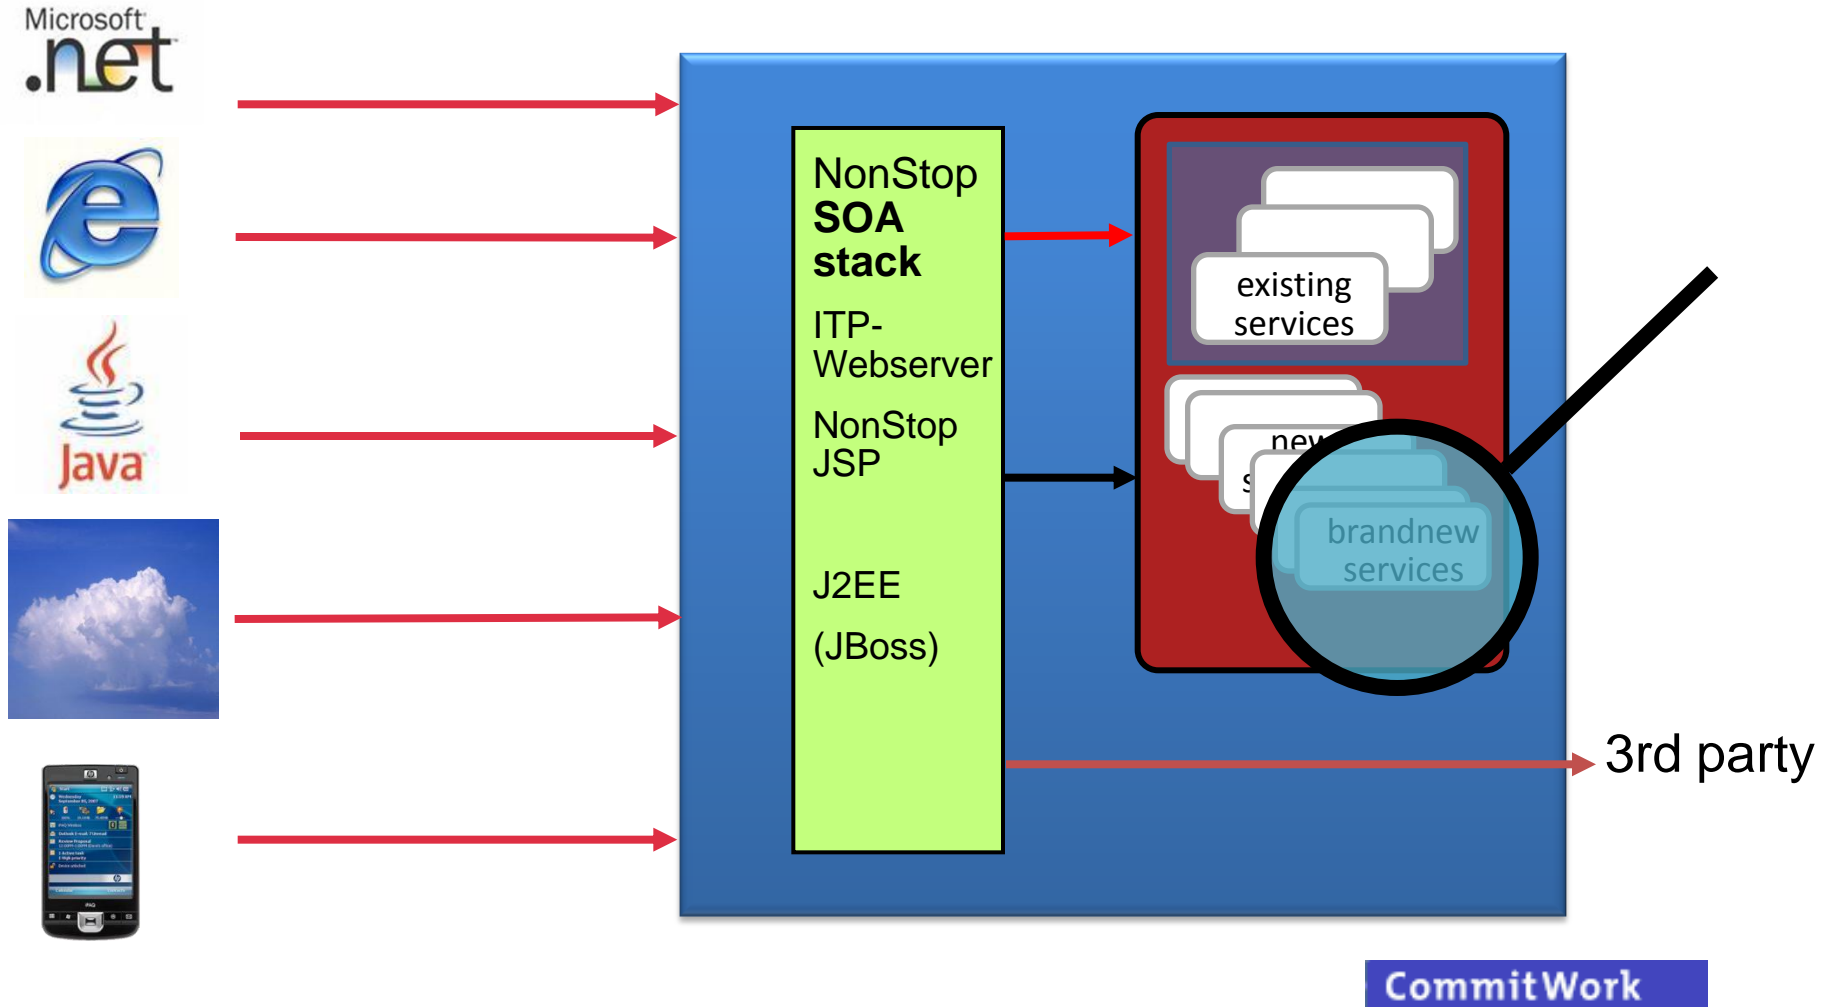 Microsoft
.net
Java
NonStop
SOA
stack
ITP-
Webserver
NonStop
JSP
J2EE
(JBoss)
existing
services
new
brandnew
services
3rd party
CommitWork